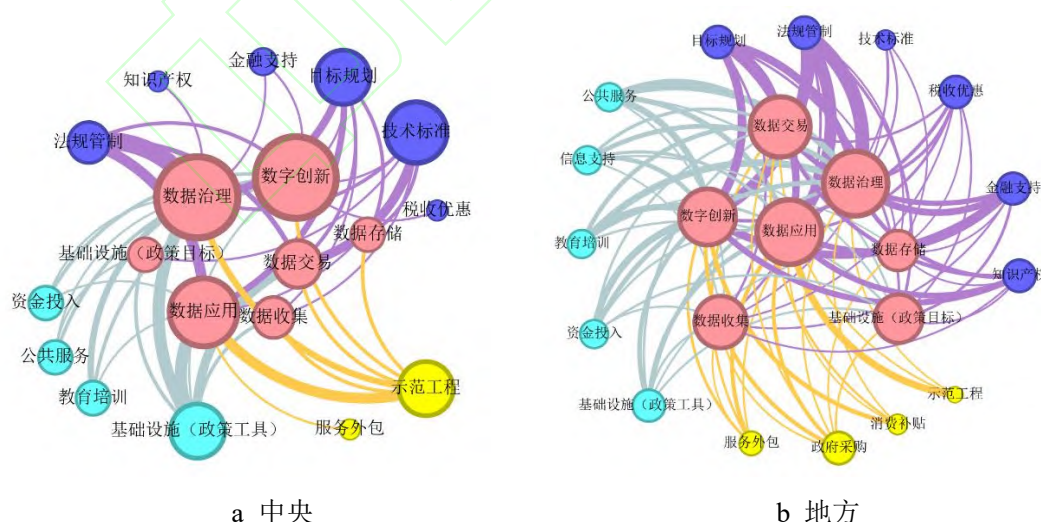 金融支持
目标规划
知识产权
技术标准
法规管制
数字创新
数据治理
税收优惠
数据存储
基础设施（政策目标）
数据交易
资金投入
数据应用
数据收集
公共服务
教育培训
示范工程
基础设施（政策工具）
服务外包
a 中央
法规管制
目标规划
技术标准
公共服务
税收优惠
数据交易
信息支持
数据治理
金融支持
数字创新
数据应用
教育培训
数据存储
知识产
资金投入
数据收集
基础设施（政策目标）
示范工程
基础设施（政策工具）
消费补贴
服务外包
政府采购
b 地方